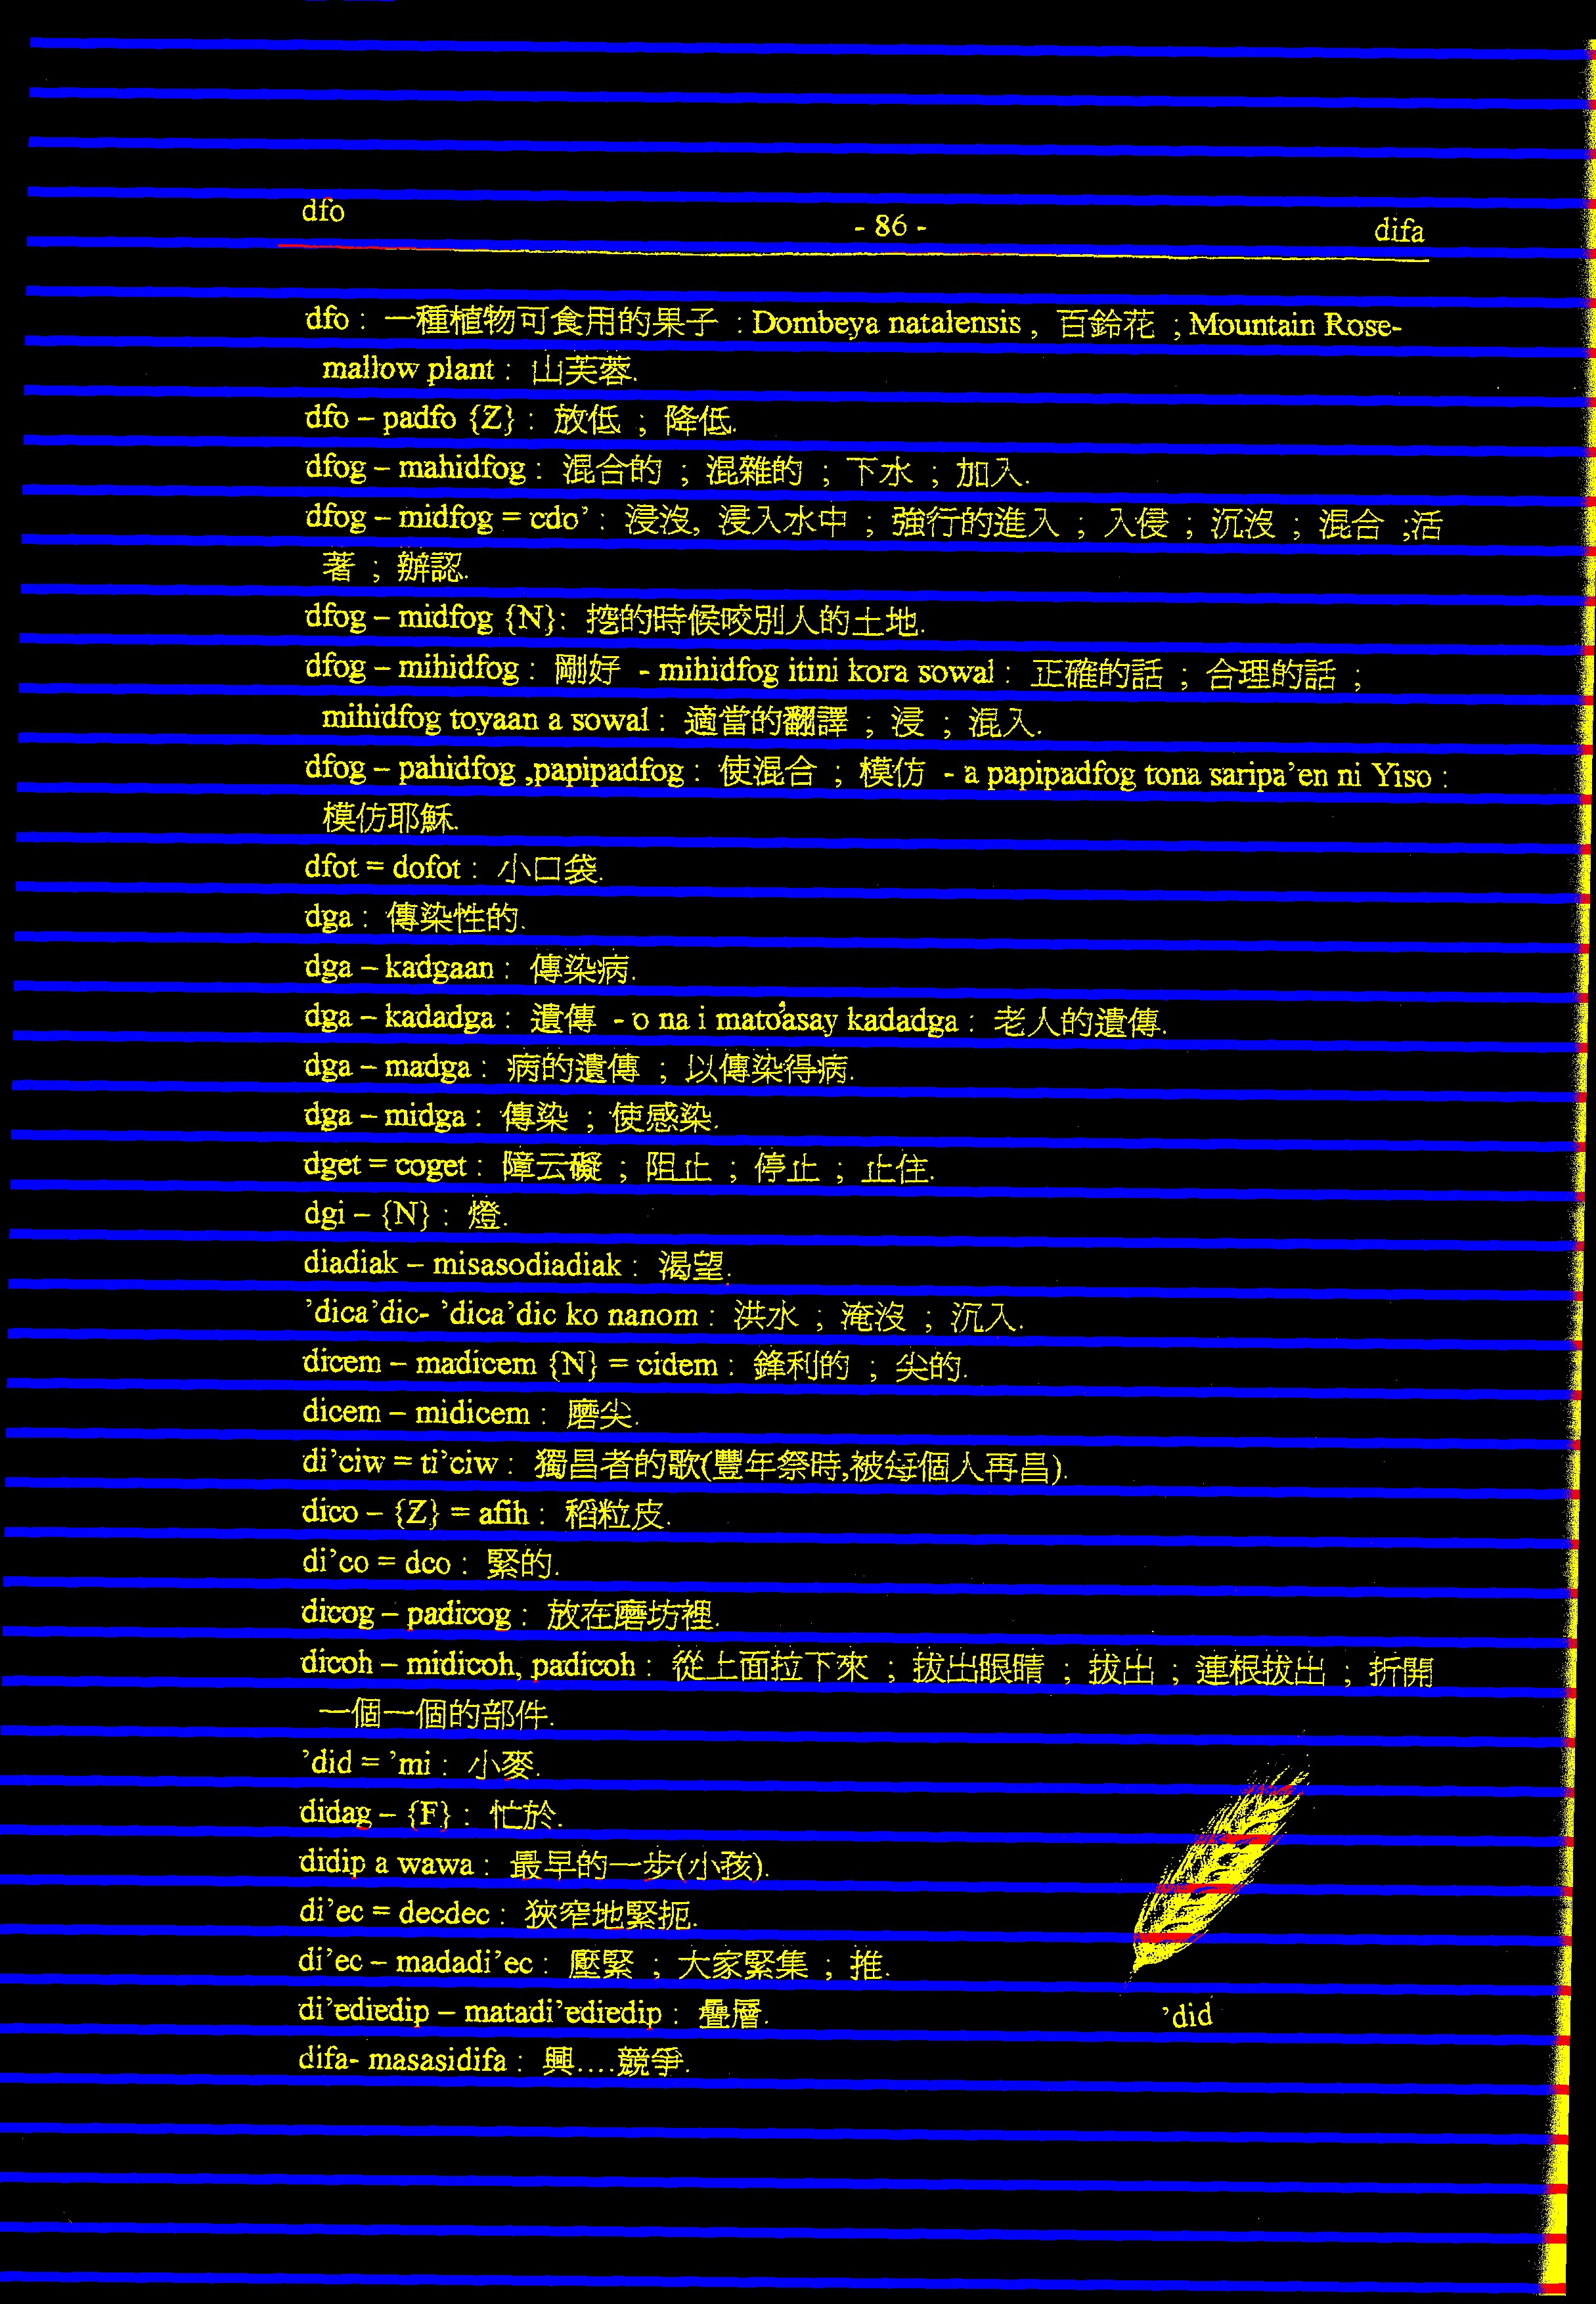 dfo
- 86 -
difa
dfo : 一種植物可食用的果子 : Dombeya natalensis , 百鈴花 ; Mountain Rose-
mallow plant : 山芙蓉.
dfo – padfo {Z} : 放低 ; 降低.
dfog – mahidfog : 混合的 ; 混雜的 ; 下水 ; 加入.
dfog – midfog = cdo’ : 浸沒, 浸入水中 ; 強行的進入 ; 入侵 ; 沉沒 ; 混合 ;活
著 ; 辦認.
dfog – midfog {N}: 挖的時候咬別人的土地.
dfog – mihidfog : 剛好 - mihidfog itini kora sowal : 正確的話 ; 合理的話 ;
mihidfog toyaan a sowal : 適當的翻譯 ; 浸 ; 混入.
dfog – pahidfog ,papipadfog : 使混合 ; 模仿 - a papipadfog tona saripa’en ni Yiso :
模仿耶穌.
dfot = dofot : 小口袋.
dga : 傳染性的.
dga – kadgaan : 傳染病.
dga – kadadga : 遺傳 - o na i mato’asay kadadga : 老人的遺傳.
dga – madga : 病的遺傳 ; 以傳染得病.
dga – midga : 傳染 ; 使感染.
dget = coget : 障云礙 ; 阻止 ; 停止 ; 止住.
dgi – {N} : 燈.
diadiak – misasodiadiak : 渴望.
’dica’dic- ’dica’dic ko nanom : 洪水 ; 淹沒 ; 沉入.
dicem – madicem {N} = cidem : 鋒利的 ; 尖的.
dicem – midicem : 磨尖.
di’ciw = ti’ciw : 獨昌者的歌(豐年祭時,被每個人再昌).
dico – {Z} = afih : 稻粒皮.
di’co = dco : 緊的.
dicog – padicog : 放在磨坊裡.
dicoh – midicoh, padicoh : 從上面拉下來 ; 拔出眼睛 ; 拔出 ; 連根拔出 ; 折開
一個一個的部件.
’did = ’mi : 小麥.
didag – {F} : 忙於.
didip a wawa : 最早的一步(小孩).
di’ec = decdec : 狹窄地緊扼.
di’ec – madadi’ec : 壓緊 ; 大家緊集 ; 推.
di’ediedip – matadi’ediedip : 疊層.
’did
difa- masasidifa : 興....競爭.